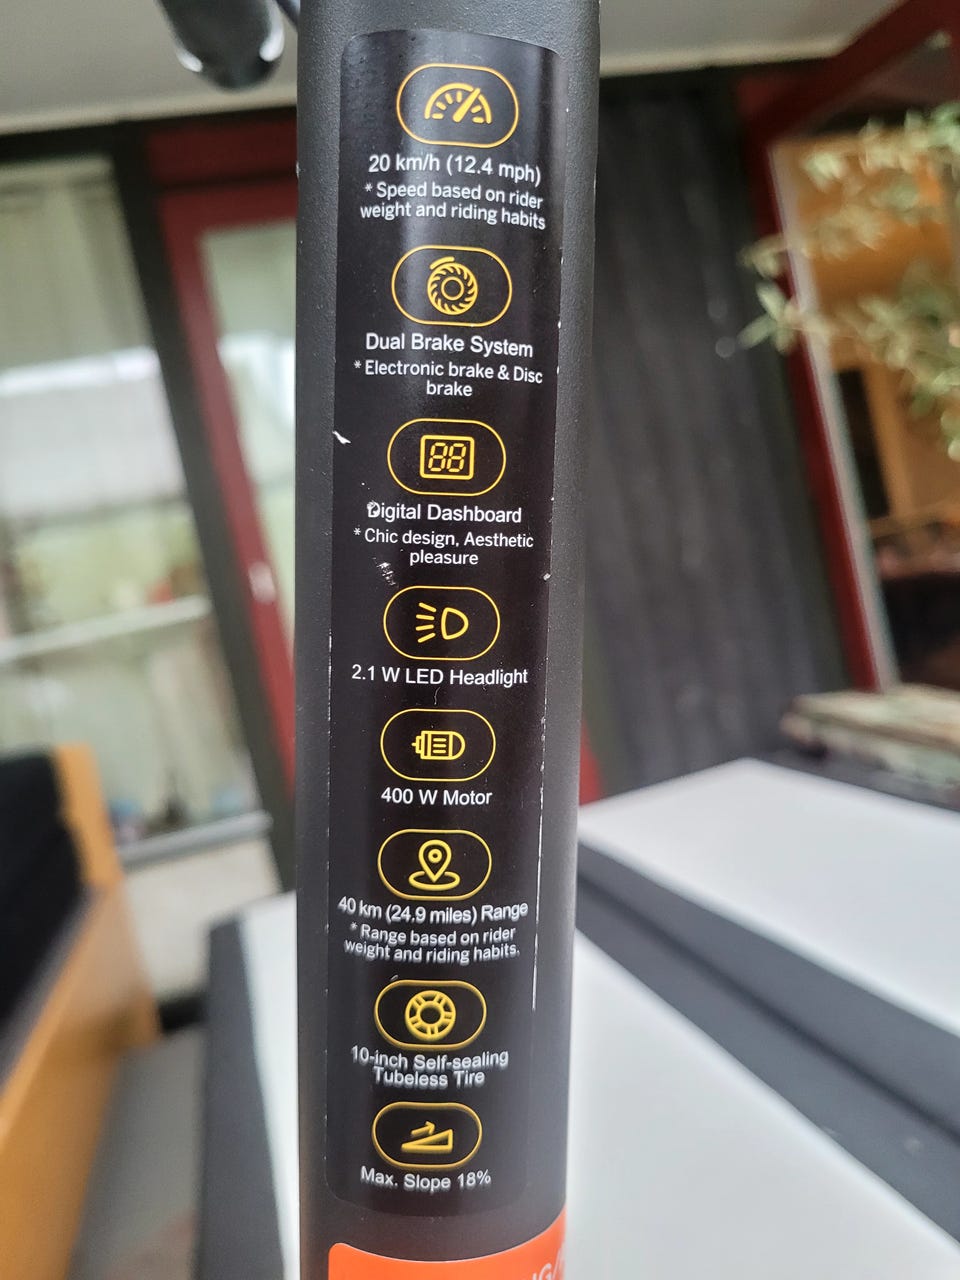 20 km/h (12.4 mph)
* Speed based on rider
weight and riding habits
Dual Brake System
* Electronic brake & Disc
brake
88
Digital Dashboard
* Chic design, Aesthetic
pleasure
2.1 W LED Headlight
400 W Motor
40 km (24.9 miles) Range
* Range based on rider
weight and riding habits.
10-inch Self-sealing
Tubeless Tire
Max. Slope 18%